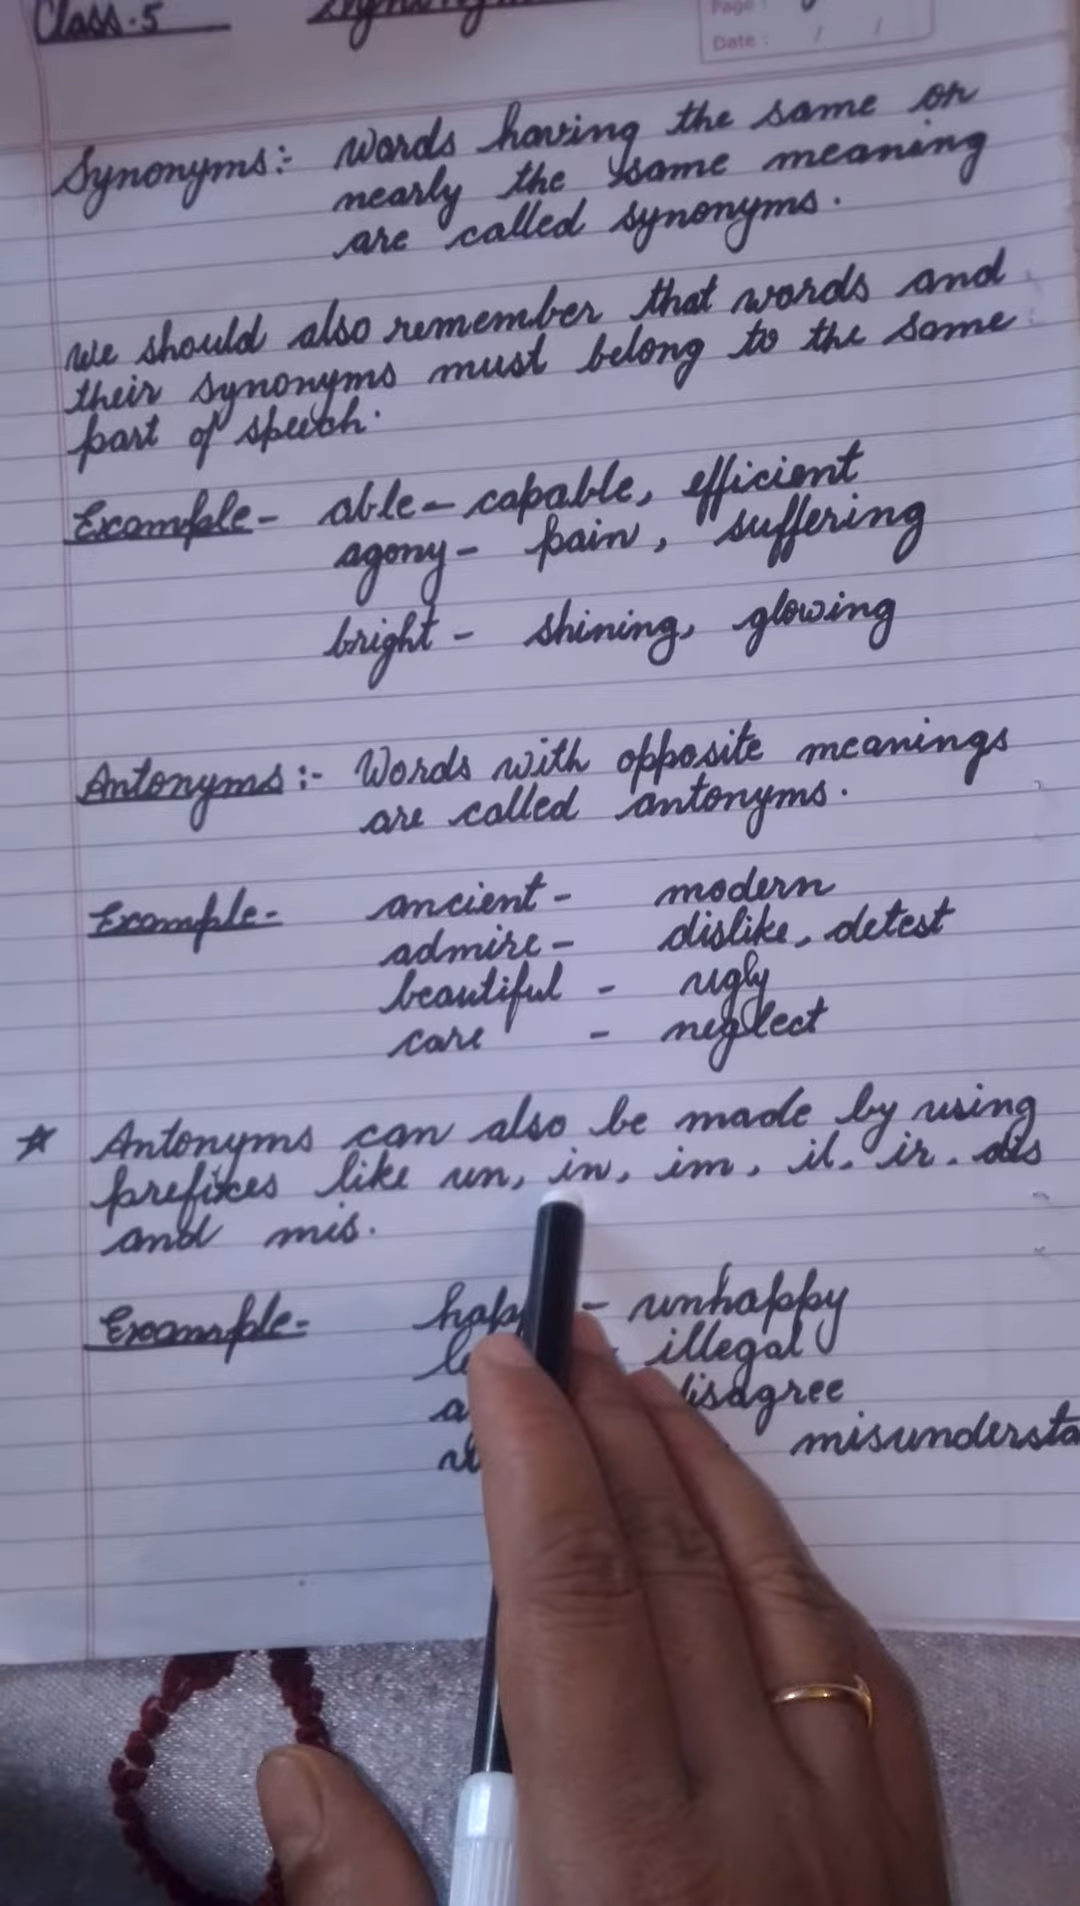 Class-5
Page:
Date: / /
Synonyms:- Words having the same or
nearly the same meaning
are called synonyms.
We should also remember that words and
their synonyms must belong to the same
part of speech.
Example- able- capable, efficient
agony- pain, suffering
bright- shining, glowing
Antonyms:- Words with opposite meanings
are called antonyms.
Example- ancient- modern
admire- dislike, detest
beautiful - ugly
care - neglect
☆ Antonyms can also be made by using
prefixes like un, in, im, il, ir. dis
and mis.
Example- happ - unhappy
le illegal
a disagree
misundersta